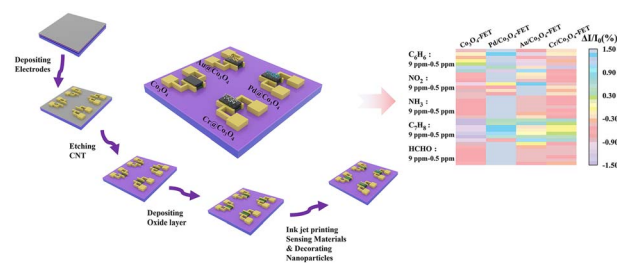 Depositing
Electrodes
Etching
CNT
Depositing
Oxide layer
Ink jet printing
Sensing Materials
& Decorating
Nanoparticles
Co₃O₄
Au@Co₃O₄
Pd@Co₃O₄
Cr@Co₃O₄
Co₃O₄-FET
Pd/Co₃O₄-FET
Au/Co₃O₄-FET
Cr/Co₃O₄-FET
ΔI/I₀(%)
C₆H₆ :
9 ppm-0.5 ppm
NO₂ :
9 ppm-0.5 ppm
NH₃ :
9 ppm-0.5 ppm
C₇H₈ :
9 ppm-0.5 ppm
HCHO :
9 ppm-0.5 ppm
1.50
0.90
0.30
-0.30
-0.90
-1.50